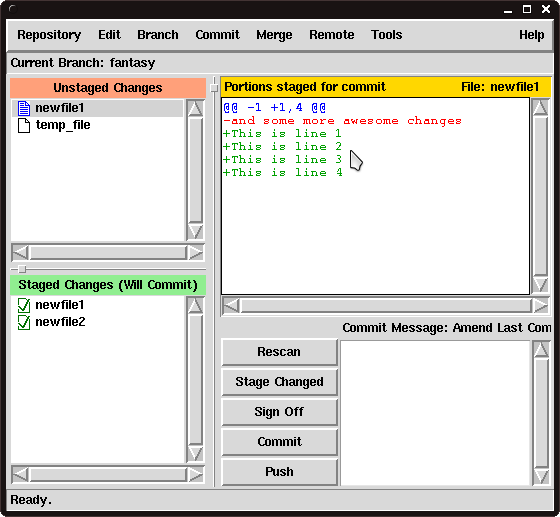 Repository Edit Branch Commit Merge Remote Tools Help
Current Branch: fantasy
Unstaged Changes
newfile1
temp_file
Portions staged for commit File: newfile1
@@ -1 +1,4 @@
-and some more awesome changes
+This is line 1
+This is line 2
+This is line 3
+This is line 4
Staged Changes (Will Commit)
newfile1
newfile2
Commit Message: Amend Last Com
Rescan
Stage Changed
Sign Off
Commit
Push
Ready.